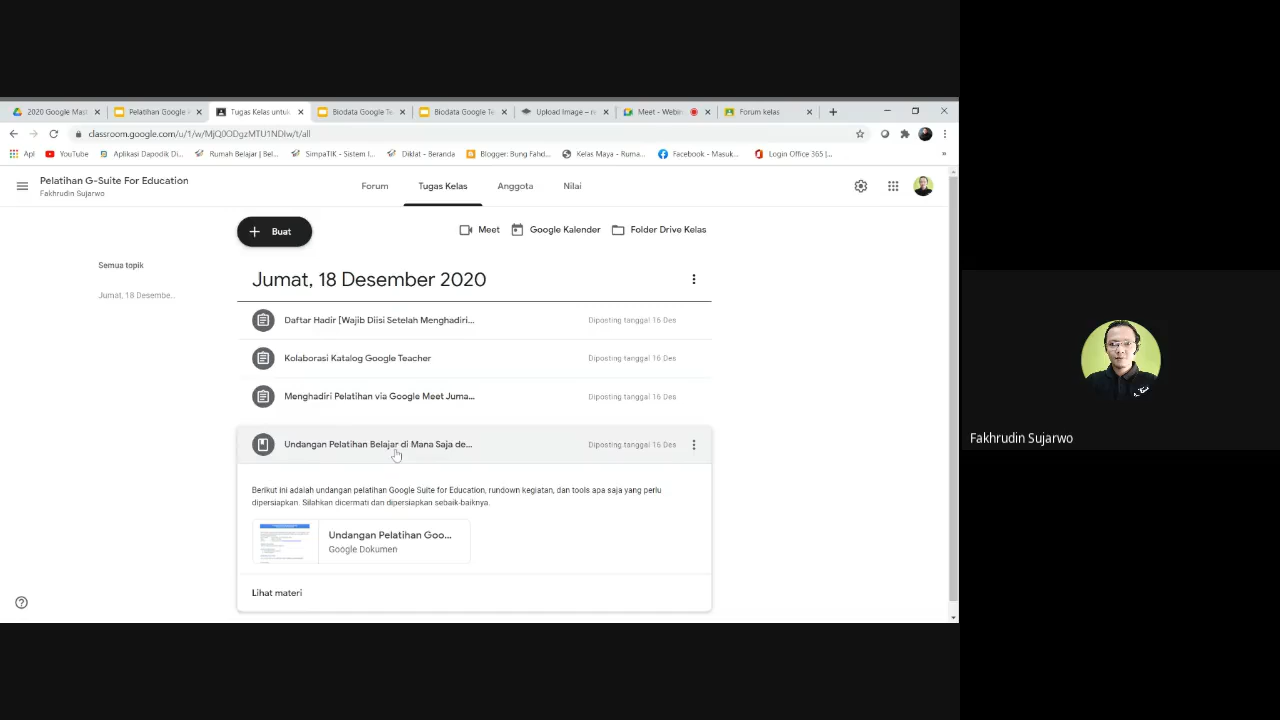 2020 Google Mast
Pelatihan Google
Tugas Kelas untuk
Biodata Google Te
Biodata Google Te
Upload Image –
Meet - Webin
Forum kelas
classroom.google.com/u/1/w/MjQ0ODgzMTU1NDIw/t/all
Apl
YouTube
Aplikasi Dapodik Di...
Rumah Belajar | Bel...
SimpaTIK - Sistem I...
Diklat - Beranda
Blogger: Bung Fahd...
Kelas Maya - Ruma...
Facebook - Masuk...
Login Office 365 |...
Pelatihan G-Suite For Education
Fakhrudin Sujarwo
Forum
Tugas Kelas
Anggota
Nilai
Buat
Meet
Google Kalender
Folder Drive Kelas
Semua topik
Jumat, 18 Desembe...
Jumat, 18 Desember 2020
Daftar Hadir [Wajib Diisi Setelah Menghadiri...
Diposting tanggal 16 Des
Kolaborasi Katalog Google Teacher
Diposting tanggal 16 Des
Menghadiri Pelatihan via Google Meet Juma...
Diposting tanggal 16 Des
Undangan Pelatihan Belajar di Mana Saja de...
Diposting tanggal 16 Des
Berikut ini adalah undangan pelatihan Google Suite for Education, rundown kegiatan, dan tools apa saja yang perlu
dipersiapkan. Silahkan dicermati dan dipersiapkan sebaik-baiknya.
Undangan Pelatihan Goo...
Google Dokumen
Lihat materi
Fakhrudin Sujarwo